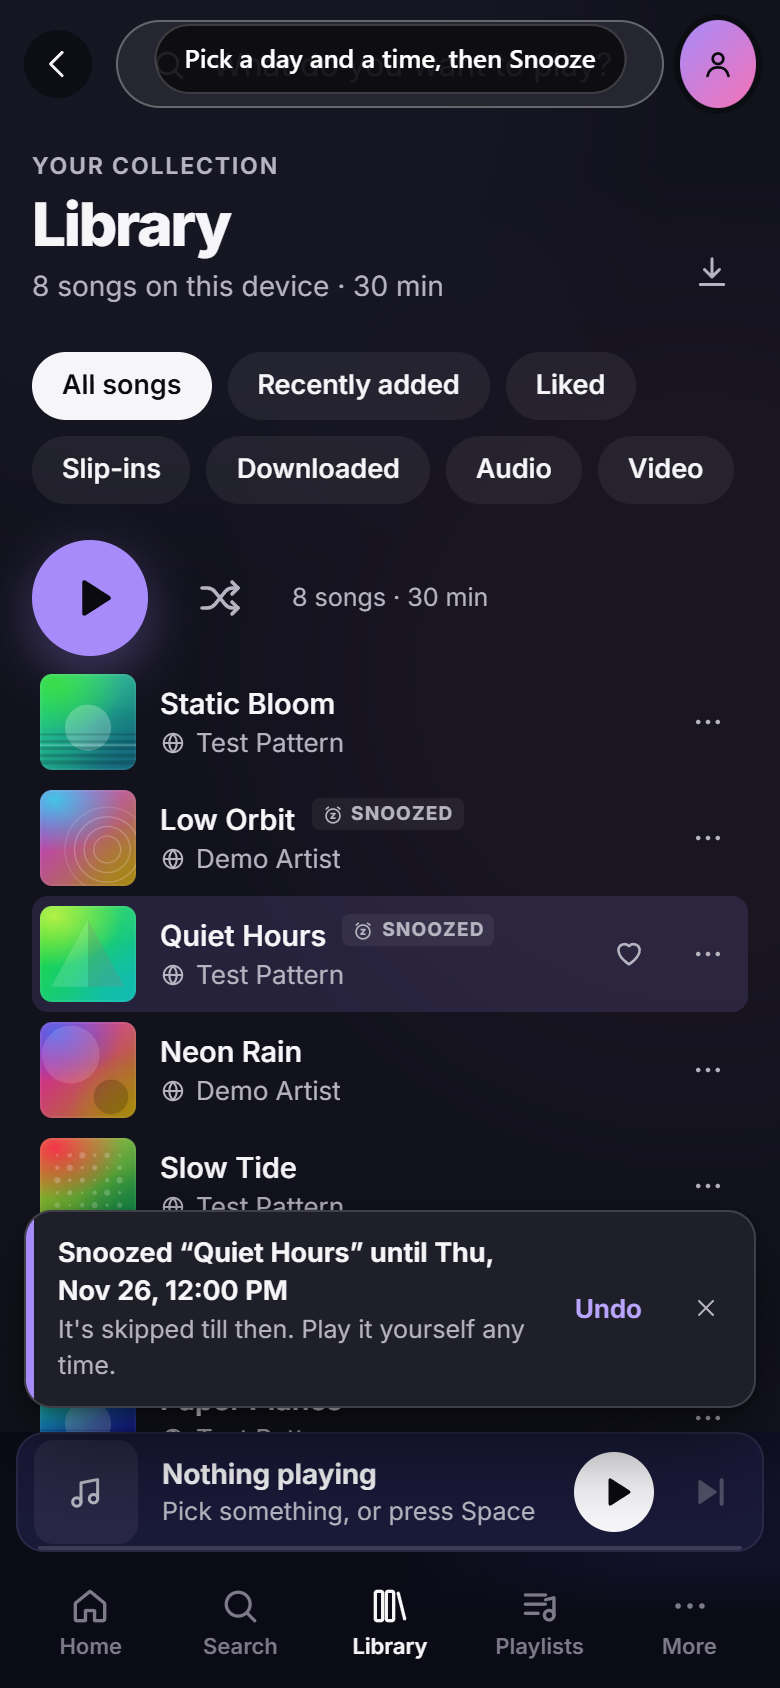 Pick a day and a time, then Snooze
YOUR COLLECTION
Library
8 songs on this device · 30 min
All songs
Recently added
Liked
Slip-ins
Downloaded
Audio
Video
8 songs · 30 min
Static Bloom
Test Pattern
Low Orbit
SNOOZED
Demo Artist
Quiet Hours
SNOOZED
Test Pattern
Neon Rain
Demo Artist
Slow Tide
Test Pattern
Snoozed “Quiet Hours” until Thu,
Nov 26, 12:00 PM
It's skipped till then. Play it yourself any
time.
Undo
Nothing playing
Pick something, or press Space
Home
Search
Library
Playlists
More